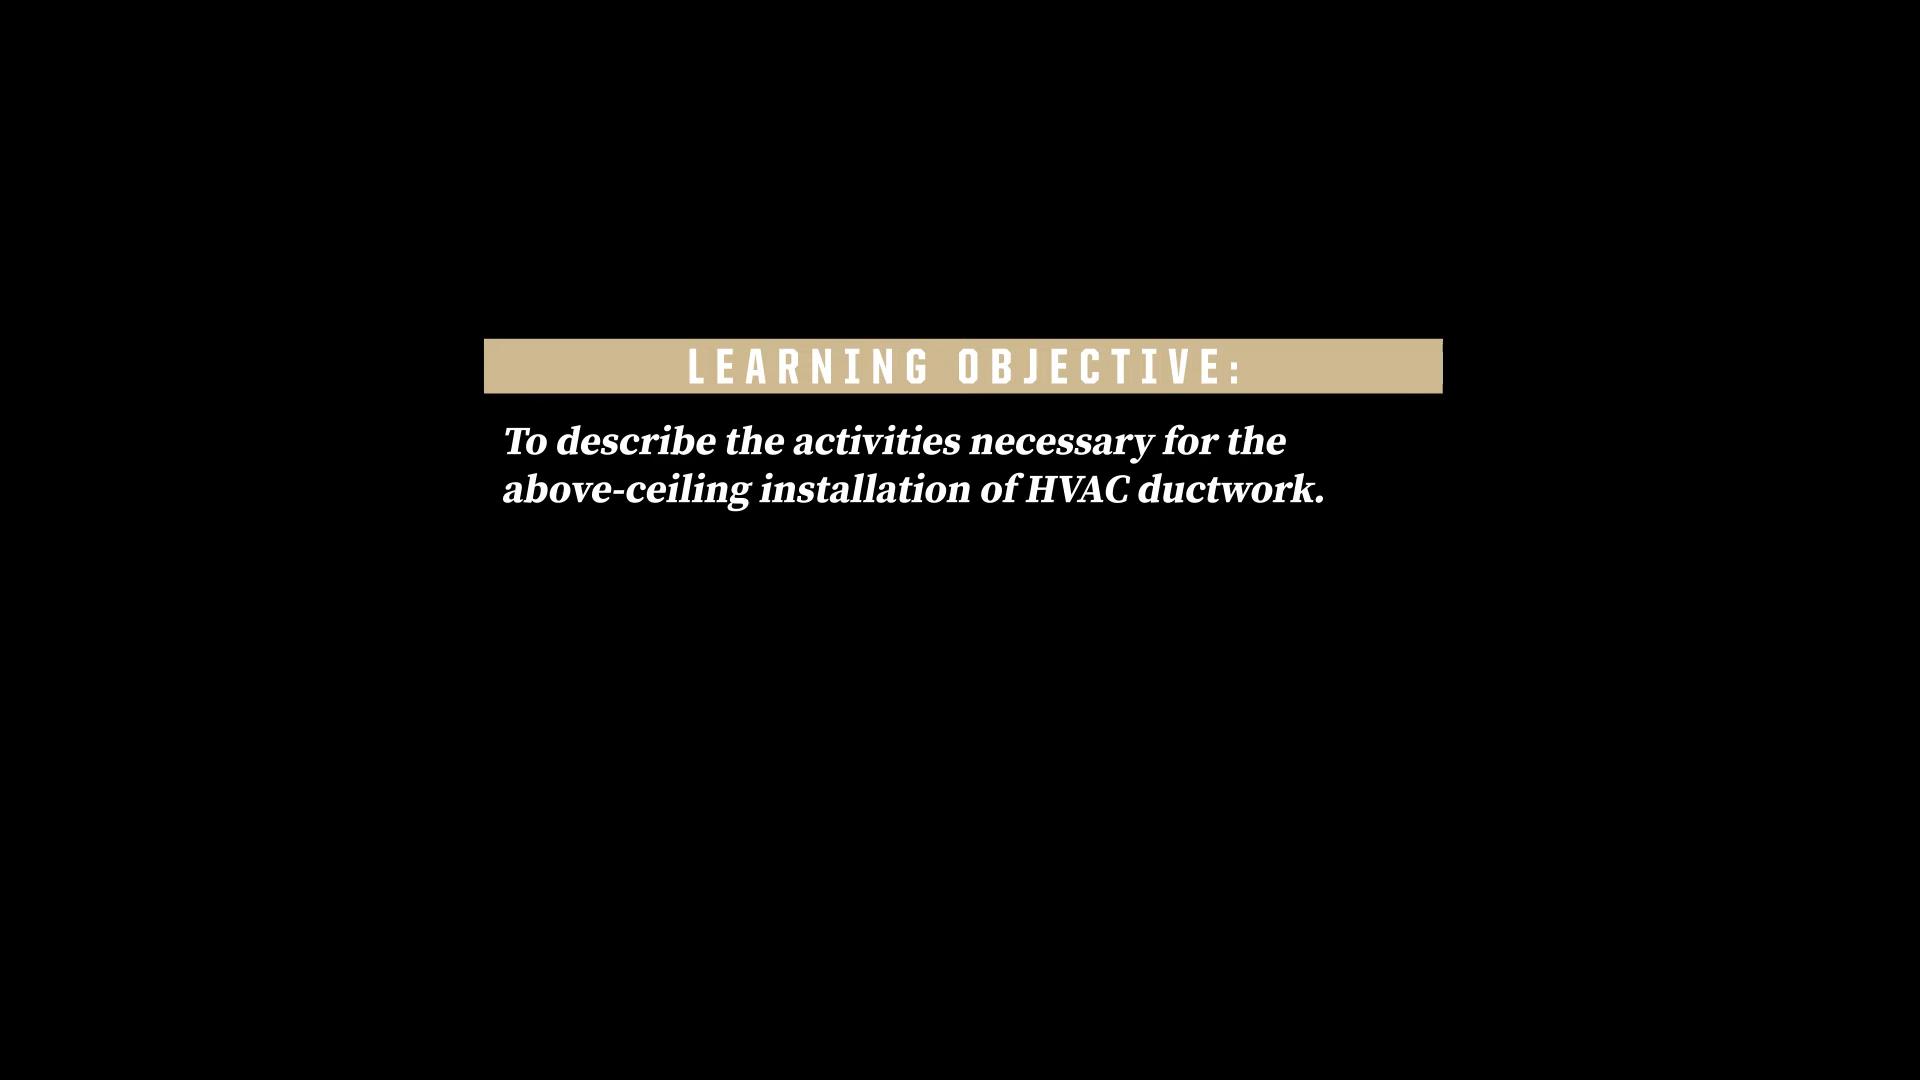 LEARNING OBJECTIVE:
To describe the activities necessary for the
above-ceiling installation of HVAC ductwork.